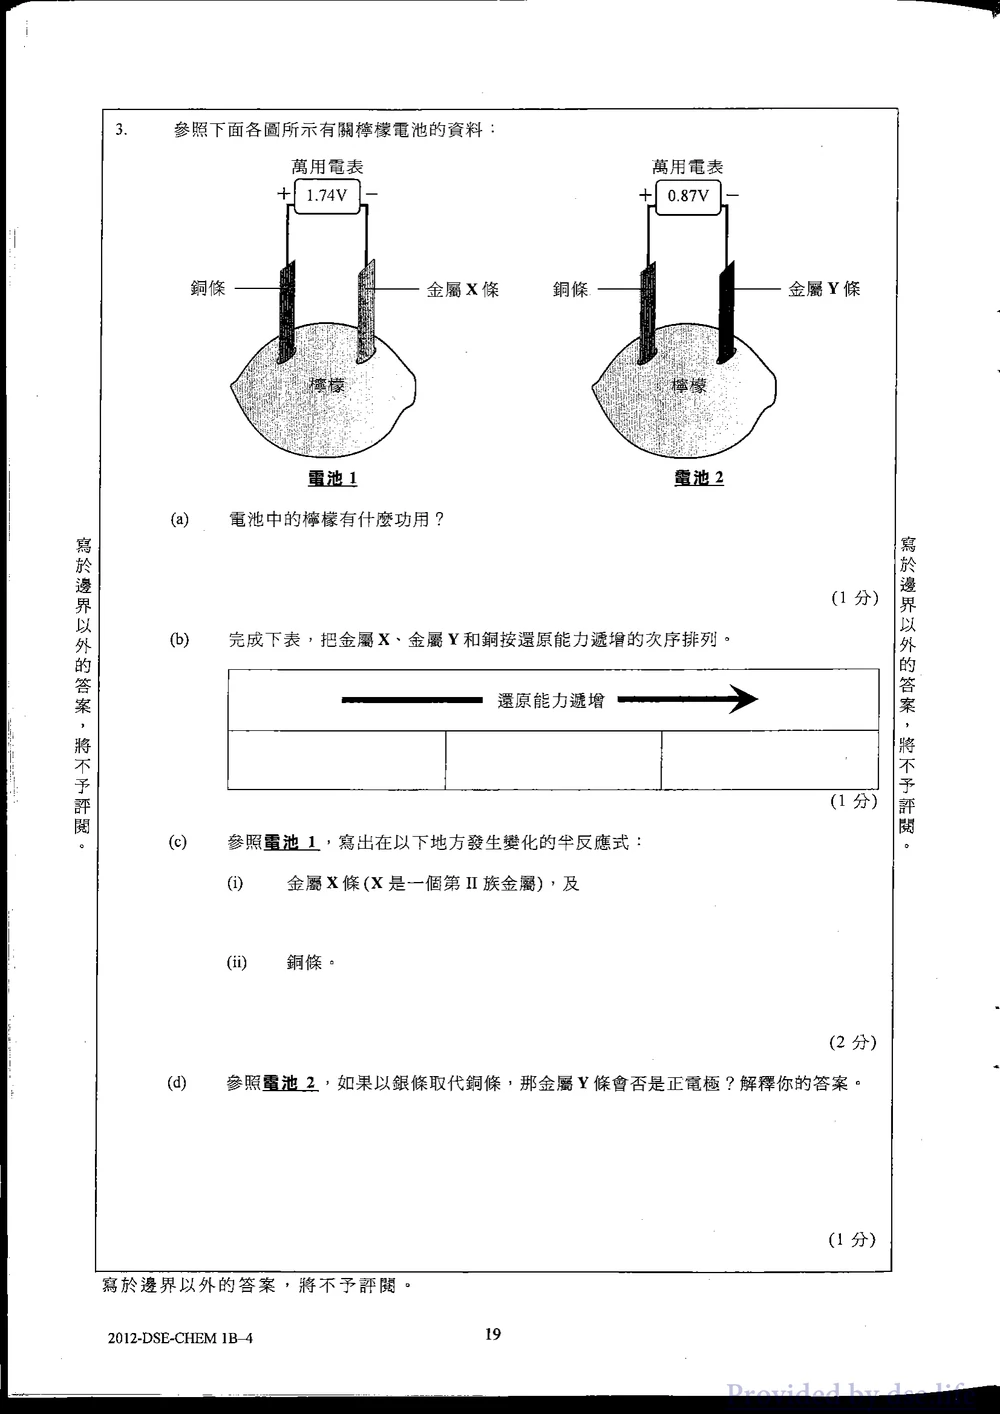 3. 參照下面各圖所示有關檸檬電池的資料：
萬用電表 萬用電表
+ 1.74V − + 0.87V −
銅條 金屬 X 條 銅條 金屬 Y 條
檸檬 檸檬
電池 1 電池 2
(a) 電池中的檸檬有什麼功用？
(1 分)
(b) 完成下表，把金屬 X、金屬 Y 和銅按還原能力遞增的次序排列。
還原能力遞增
(1 分)
(c) 參照電池 1，寫出在以下地方發生變化的半反應式：
(i) 金屬 X 條 (X 是一個第 II 族金屬)，及
(ii) 銅條。
(2 分)
(d) 參照電池 2，如果以銀條取代銅條，那金屬 Y 條會否是正電極？解釋你的答案。
(1 分)
寫於邊界以外的答案，將不予評閱。
寫於邊界以外的答案，將不予評閱。
寫於邊界以外的答案，將不予評閱。
2012-DSE-CHEM 1B–4
19
Provided by dse.life